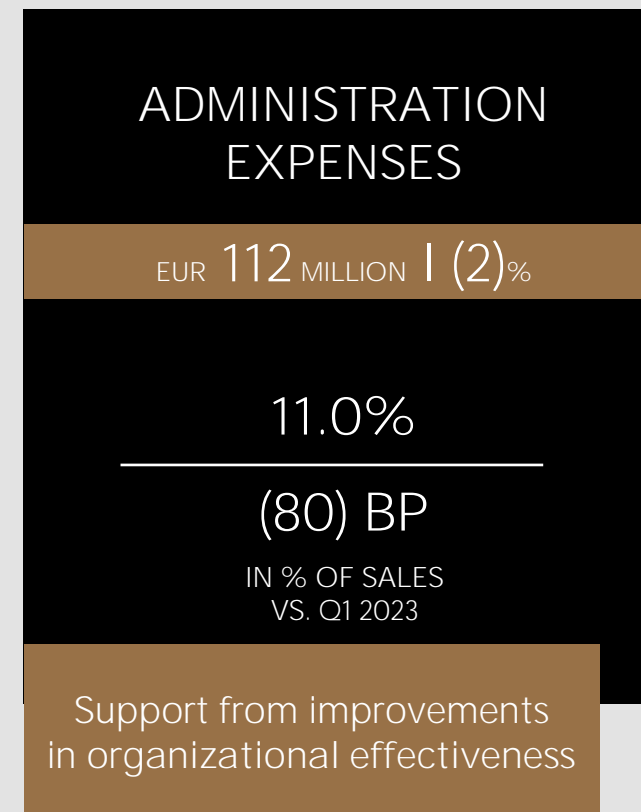 ADMINISTRATION
EXPENSES
EUR 112 MILLION I (2)%
11.0%
(80) BP
IN % OF SALES
VS. Q1 2023
Support from improvements
in organizational effectiveness